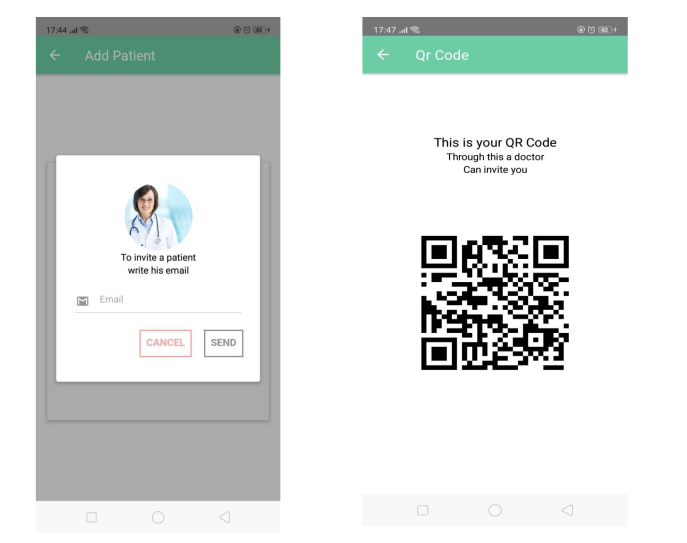 17:44
Add Patient
To invite a patient
write his email
Email
CANCEL
SEND
17:47
Qr Code
This is your QR Code
Through this a doctor
Can invite you